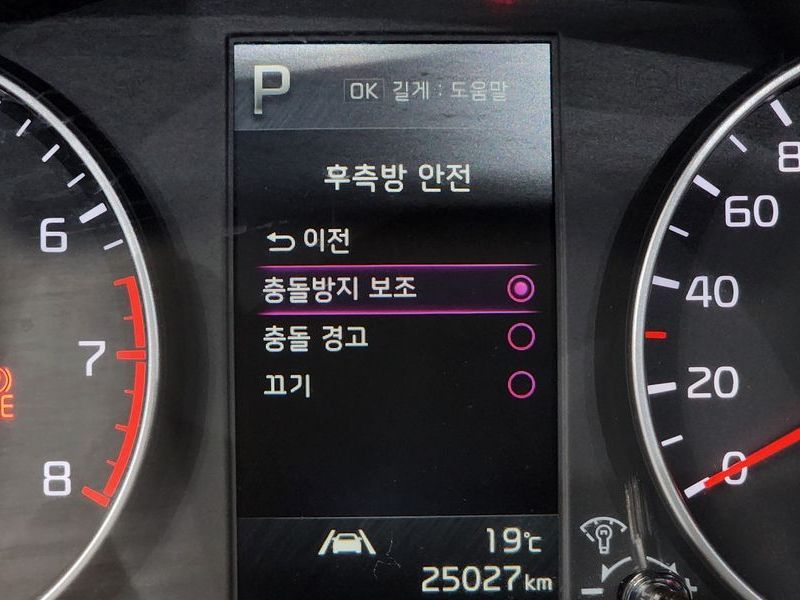 P
OK 길게 : 도움말
후측방 안전
이전
충돌방지 보조
충돌 경고
끄기
19℃
25027km
6
7
8
8
60
40
20
0